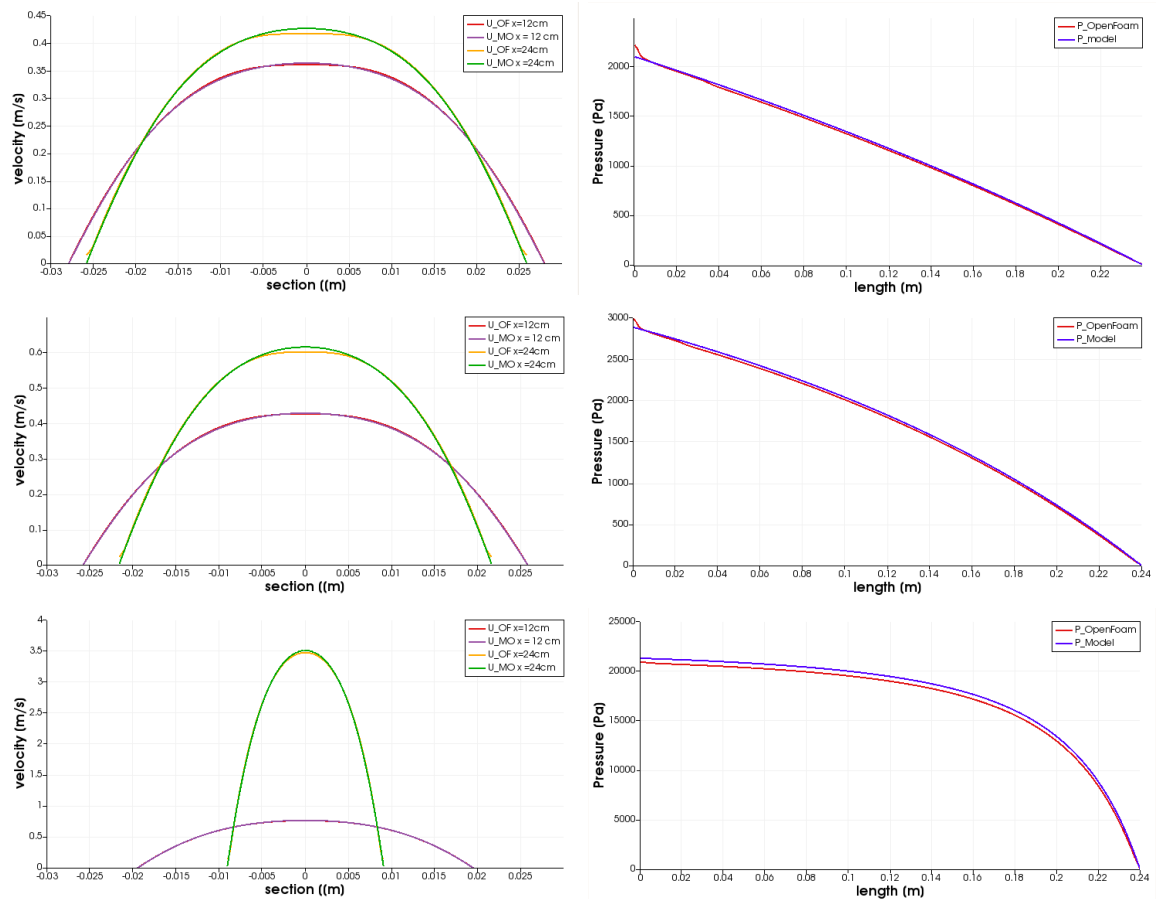 0.45
0.4
0.35
0.3
0.25
0.2
0.15
0.1
0.05
0
velocity (m/s)
U_OF x=12cm
U_MO x = 12 cm
U_OF x=24cm
U_MO x =24cm
-0.03 -0.025 -0.02 -0.015 -0.01 -0.005 0 0.005 0.01 0.015 0.02 0.025
section ((m)
2000
1500
1000
500
0
Pressure (Pa)
P_OpenFoam
P_model
0 0.02 0.04 0.06 0.08 0.1 0.12 0.14 0.16 0.18 0.2 0.22
length (m)
0.6
0.5
0.4
0.3
0.2
0.1
0
velocity (m/s)
U_OF x=12cm
U_MO x = 12 cm
U_OF x=24cm
U_MO x =24cm
-0.03 -0.025 -0.02 -0.015 -0.01 -0.005 0 0.005 0.01 0.015 0.02 0.025
section ((m)
3000
2500
2000
1500
1000
500
0
Pressure (Pa)
P_OpenFoam
P_Model
0 0.02 0.04 0.06 0.08 0.1 0.12 0.14 0.16 0.18 0.2 0.22 0.24
length (m)
4
3.5
3
2.5
2
1.5
1
0.5
0
velocity (m/s)
U_OF x=12cm
U_MO x = 12 cm
U_OF x=24cm
U_MO x =24cm
-0.03 -0.025 -0.02 -0.015 -0.01 -0.005 0 0.005 0.01 0.015 0.02 0.025
section ((m)
25000
20000
15000
10000
5000
0
Pressure (Pa)
P_OpenFoam
P_Model
0 0.02 0.04 0.06 0.08 0.1 0.12 0.14 0.16 0.18 0.2 0.22 0.24
length (m)